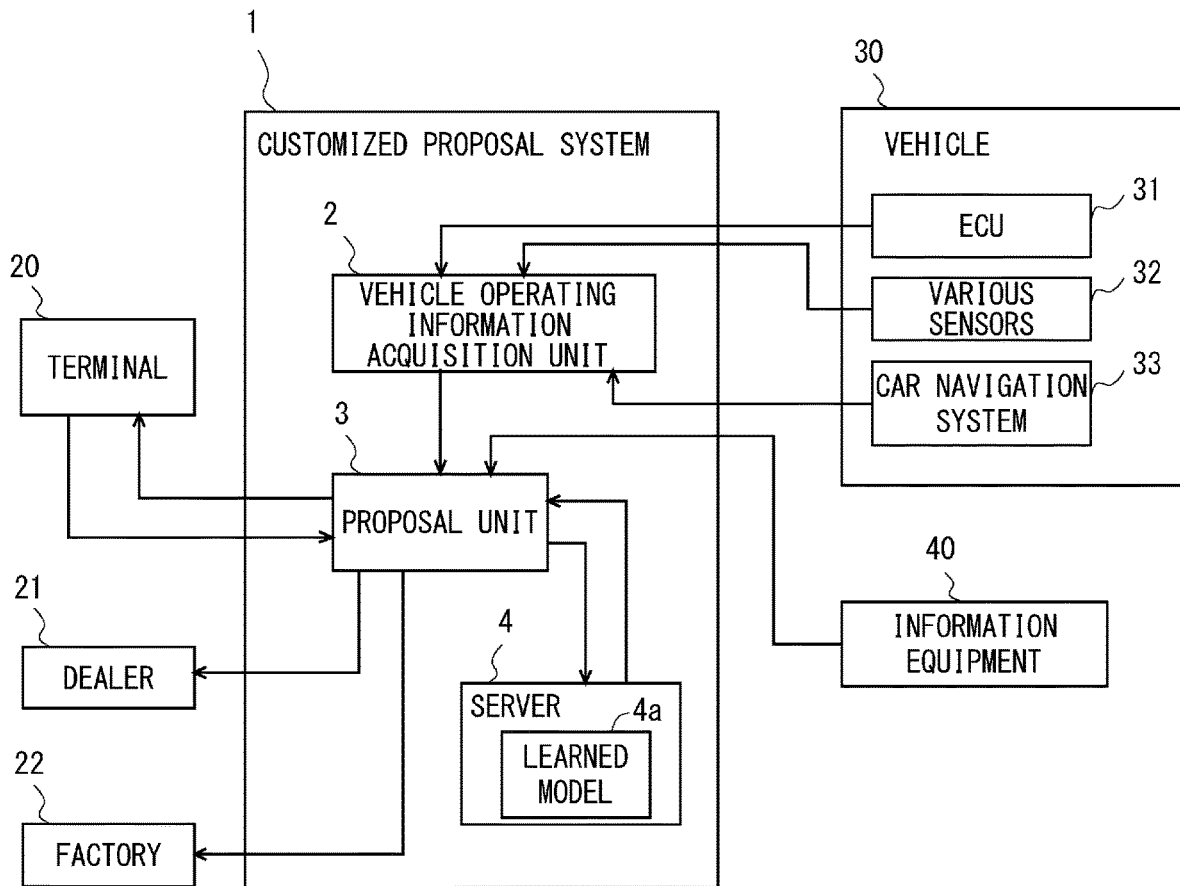 1
30
CUSTOMIZED PROPOSAL SYSTEM
VEHICLE
31
ECU
2
32
VARIOUS
SENSORS
20
TERMINAL
VEHICLE OPERATING
INFORMATION
ACQUISITION UNIT
33
CAR NAVIGATION
SYSTEM
3
PROPOSAL UNIT
40
INFORMATION
EQUIPMENT
21
DEALER
4
SERVER
4a
LEARNED
MODEL
22
FACTORY